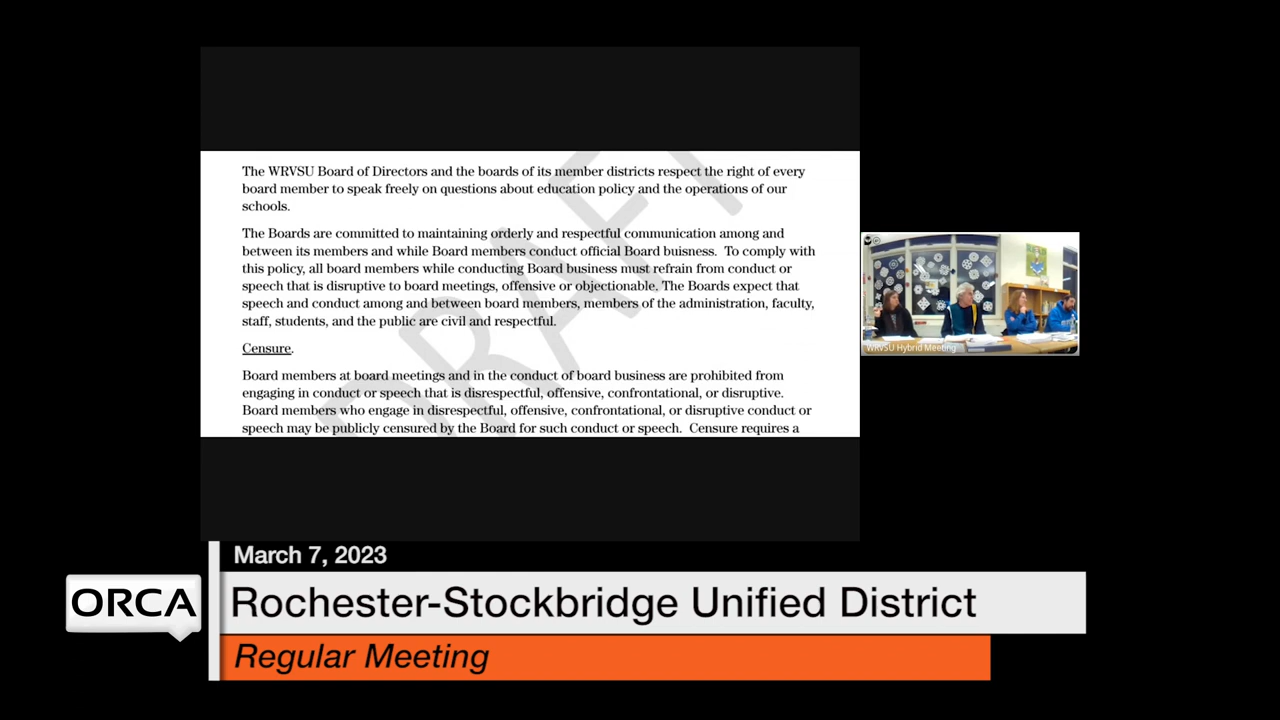 The WRVSU Board of Directors and the boards of its member districts respect the right of every
board member to speak freely on questions about education policy and the operations of our
schools.
The Boards are committed to maintaining orderly and respectful communication among and
between its members and while Board members conduct official Board buisness.  To comply with
this policy, all board members while conducting Board business must refrain from conduct or
speech that is disruptive to board meetings, offensive or objectionable. The Boards expect that
speech and conduct among and between board members, members of the administration, faculty,
staff, students, and the public are civil and respectful.
Censure.
Board members at board meetings and in the conduct of board business are prohibited from
engaging in conduct or speech that is disrespectful, offensive, confrontational, or disruptive.
Board members who engage in disrespectful, offensive, confrontational, or disruptive conduct or
speech may be publicly censured by the Board for such conduct or speech.  Censure requires a
DRAFT
WRVSU Hybrid Meeting
March 7, 2023
ORCA
Rochester-Stockbridge Unified District
Regular Meeting